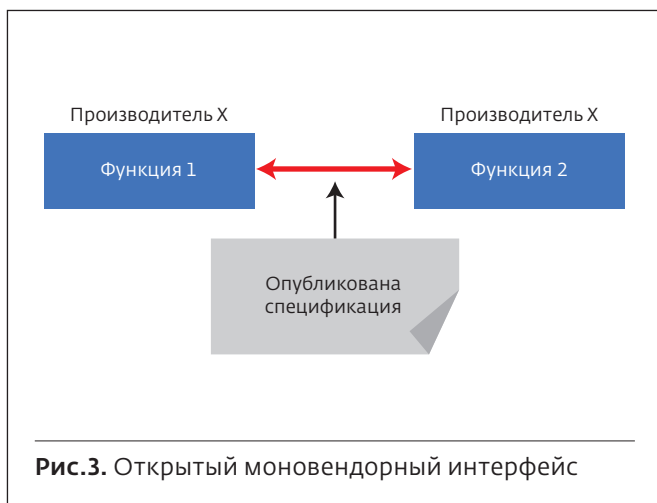 Производитель X
Производитель X
Функция 1
Функция 2
Опубликована
спецификация
Рис.3. Открытый моновендорный интерфейс